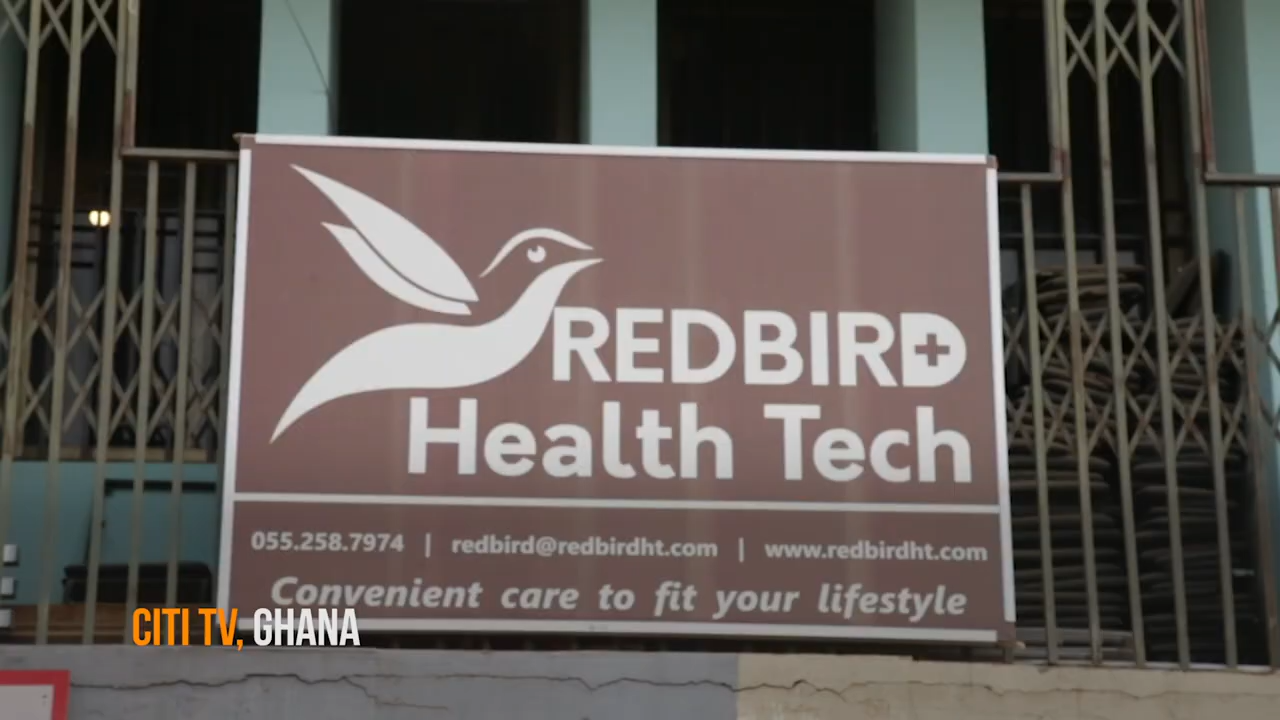 REDBIRD
Health Tech
055.258.7974 | redbird@redbirdht.com | www.redbirdht.com
Convenient care to fit your lifestyle
CITI TV, GHANA